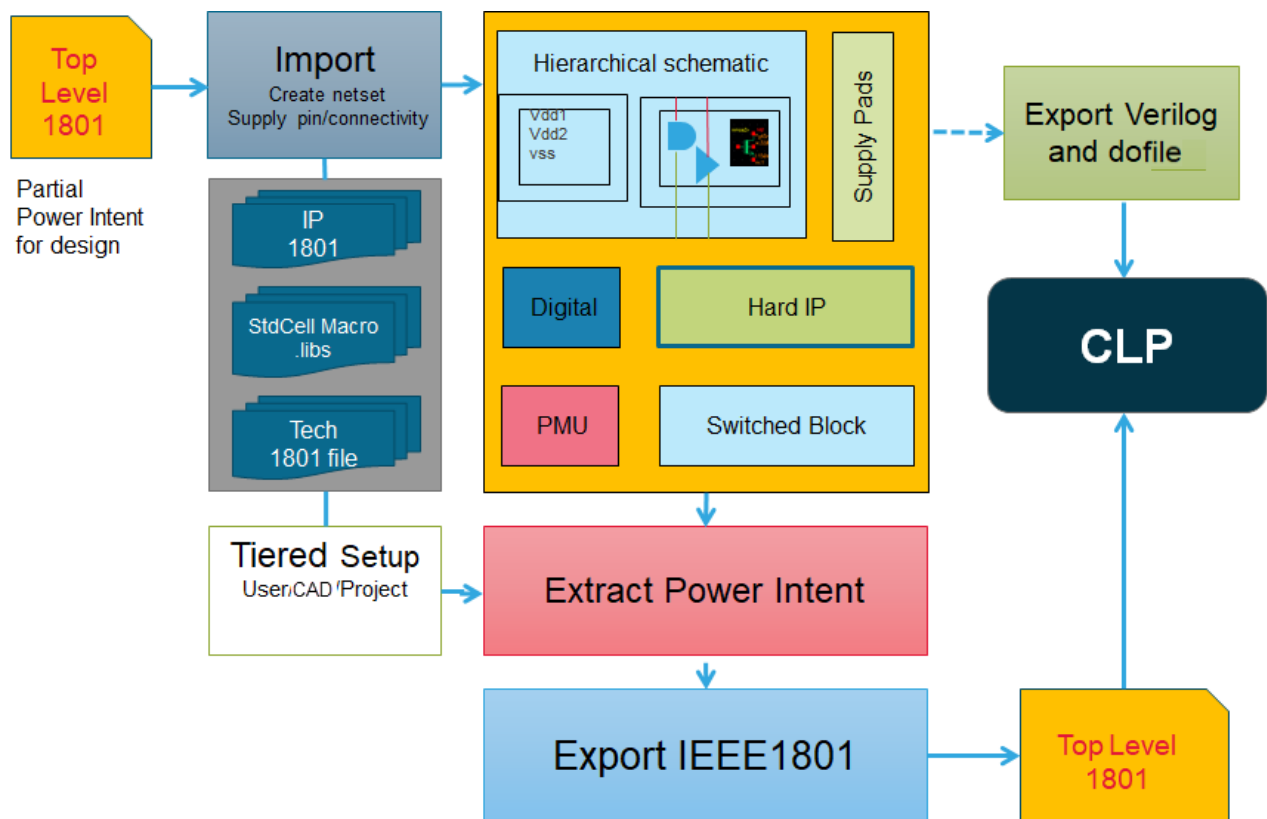 Top
Level
1801
Partial
Power Intent
for design
Import
Create netset
Supply pin/connectivity
IP
1801
StdCell Macro
.libs
Tech
1801 file
Tiered Setup
User/CAD/Project
Hierarchical schematic
Vdd1
Vdd2
vss
Supply Pads
Digital
Hard IP
PMU
Switched Block
Extract Power Intent
Export IEEE1801
Export Verilog
and dofile
CLP
Top Level
1801